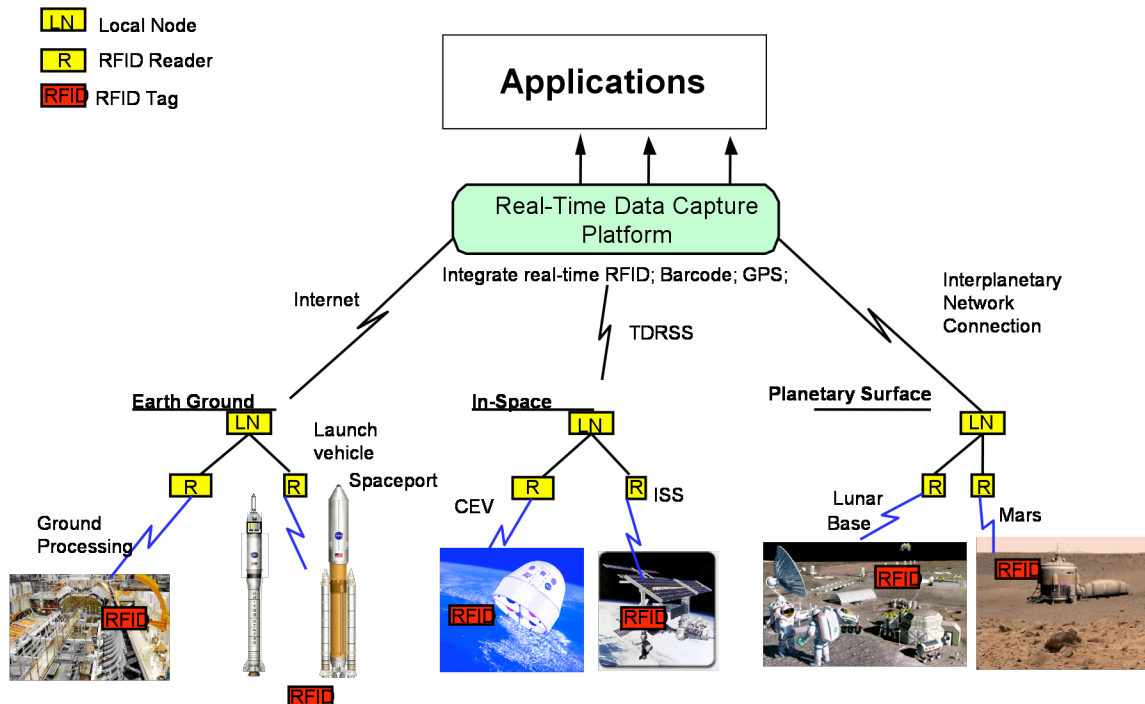 LN Local Node
R RFID Reader
RFID RFID Tag
Applications
Real-Time Data Capture
Platform
Integrate real-time RFID; Barcode; GPS;
Internet
TDRSS
Interplanetary
Network
Connection
Earth Ground
LN
In-Space
LN
Planetary Surface
LN
Launch
vehicle
Spaceport
R
R
R
R
R
R
CEV
ISS
Lunar
Base
Mars
Ground
Processing
RFID
RFID
RFID
RFID
RFID
RFID